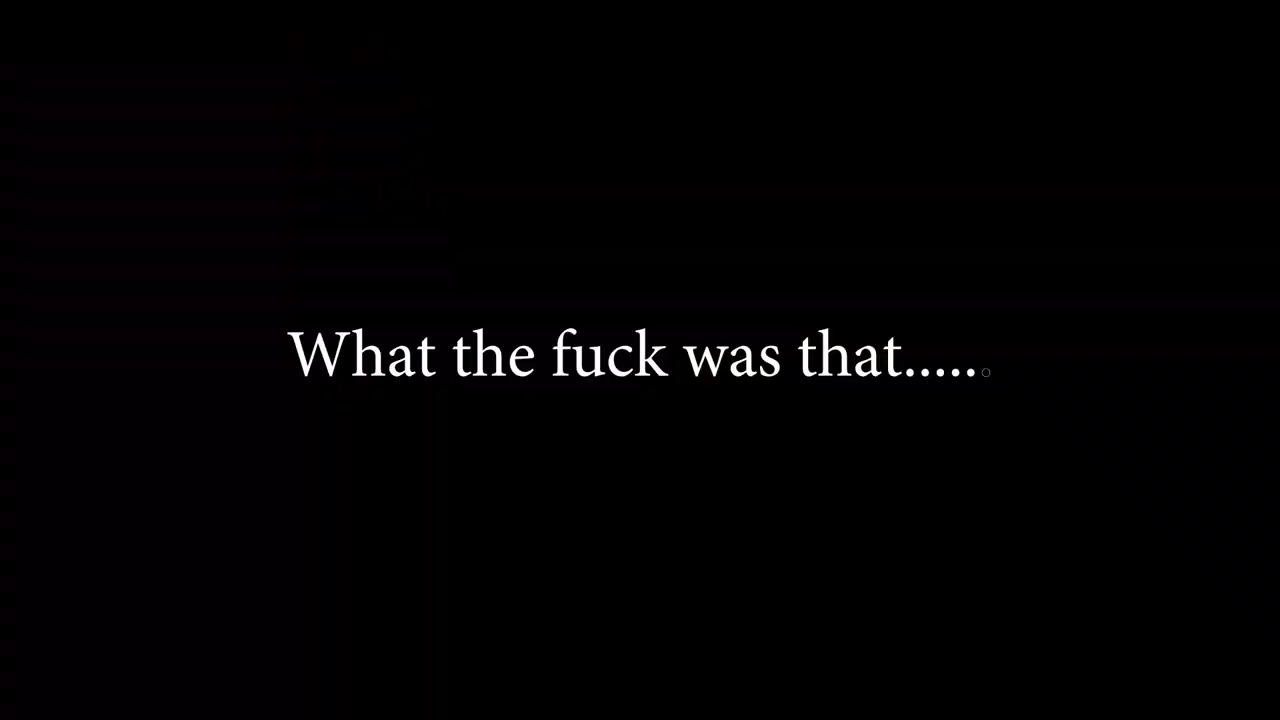 What the fuck was that......